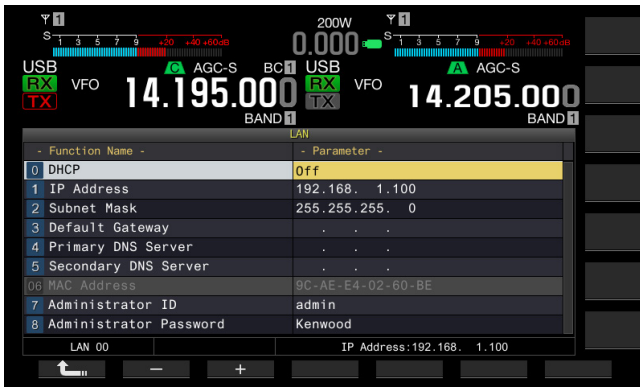 1 200W 1
S 1 3 5 7 9 +20 +40 +60dB 0.000 S 1 3 5 7 9 +20 +40 +60dB
USB C AGC-S BC1 USB A AGC-S
RX VFO 14.195.000 RX VFO 14.205.000
TX BAND 1 TX BAND 1
LAN
- Function Name - - Parameter -
0 DHCP Off
1 IP Address 192.168. 1.100
2 Subnet Mask 255.255.255. 0
3 Default Gateway . . .
4 Primary DNS Server . . .
5 Secondary DNS Server . . .
06 MAC Address 9C-AE-E4-02-60-BE
7 Administrator ID admin
8 Administrator Password Kenwood
LAN 00 IP Address:192.168. 1.100
− +